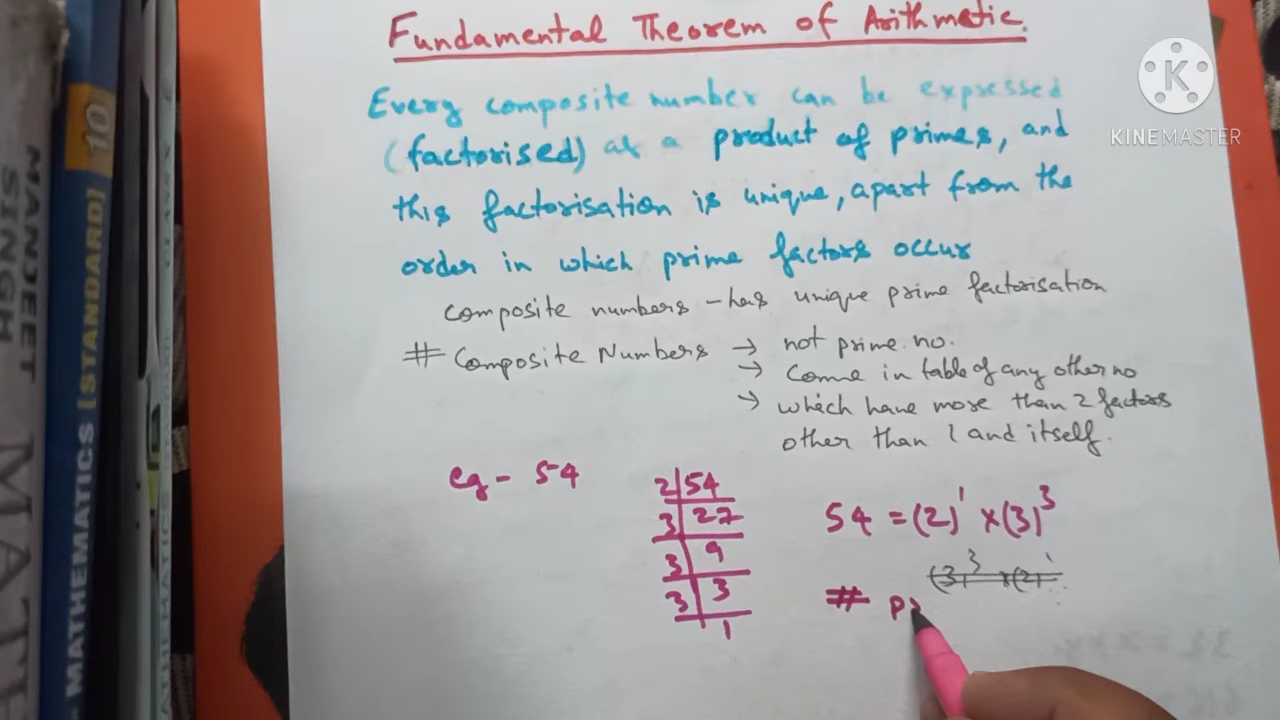 Fundamental Theorem of Arithmetic.
Every composite number can be expressed
(factorised) as a product of primes, and
this factorisation is unique, apart from the
order in which prime factors occur
composite numbers - has unique prime factorisation
# Composite Numbers → not prime no.
→ Come in table of any other no
→ which have more than 2 factors
other than 1 and itself.
eg - 54
2 54
3 27
3 9
3 3
1
54 = (2)¹ × (3)³
(3)³ × (2)¹
# pr
K
KINEMASTER
MANJEET SINGH
MATHEMATICS [STANDARD] 10
MATH